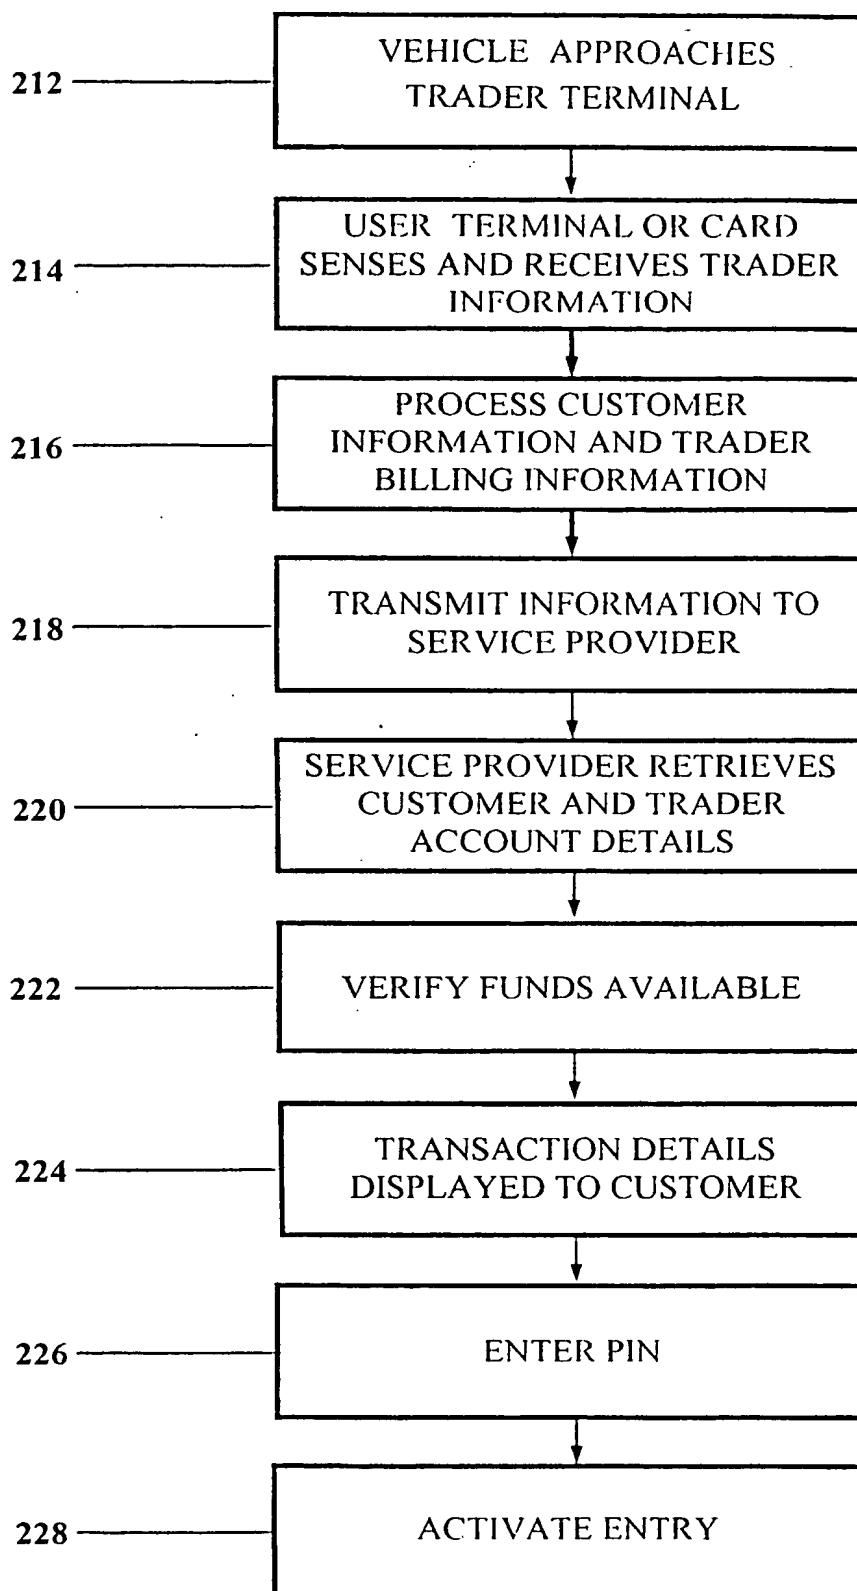 VEHICLE APPROACHES
212
TRADER TERMINAL
USER TERMINAL OR CARD
214
SENSES AND RECEIVES TRADER
INFORMATION
PROCESS CUSTOMER
216
INFORMATION AND TRADER
BILLING INFORMATION
TRANSMIT INFORMATION TO
218
SERVICE PROVIDER
SERVICE PROVIDER RETRIEVES
220
CUSTOMER AND TRADER
ACCOUNT DETAILS
222
VERIFY FUNDS AVAILABLE
TRANSACTION DETAILS
224
DISPLAYED TO CUSTOMER
226
ENTER PIN
228
ACTIVATE ENTRY